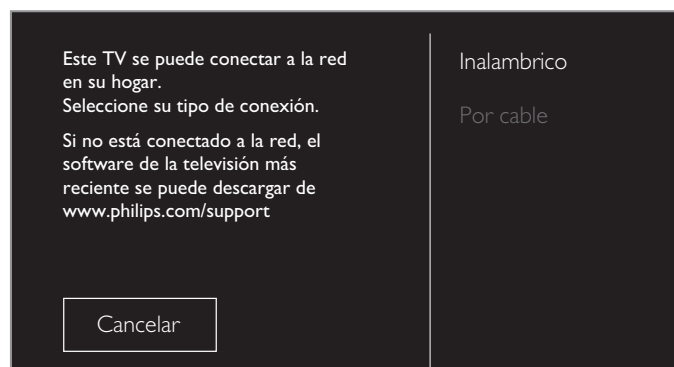 Este TV se puede conectar a la red
en su hogar.
Seleccione su tipo de conexión.
Si no está conectado a la red, el
software de la televisión más
reciente se puede descargar de
www.philips.com/support
Cancelar
Inalambrico
Por cable